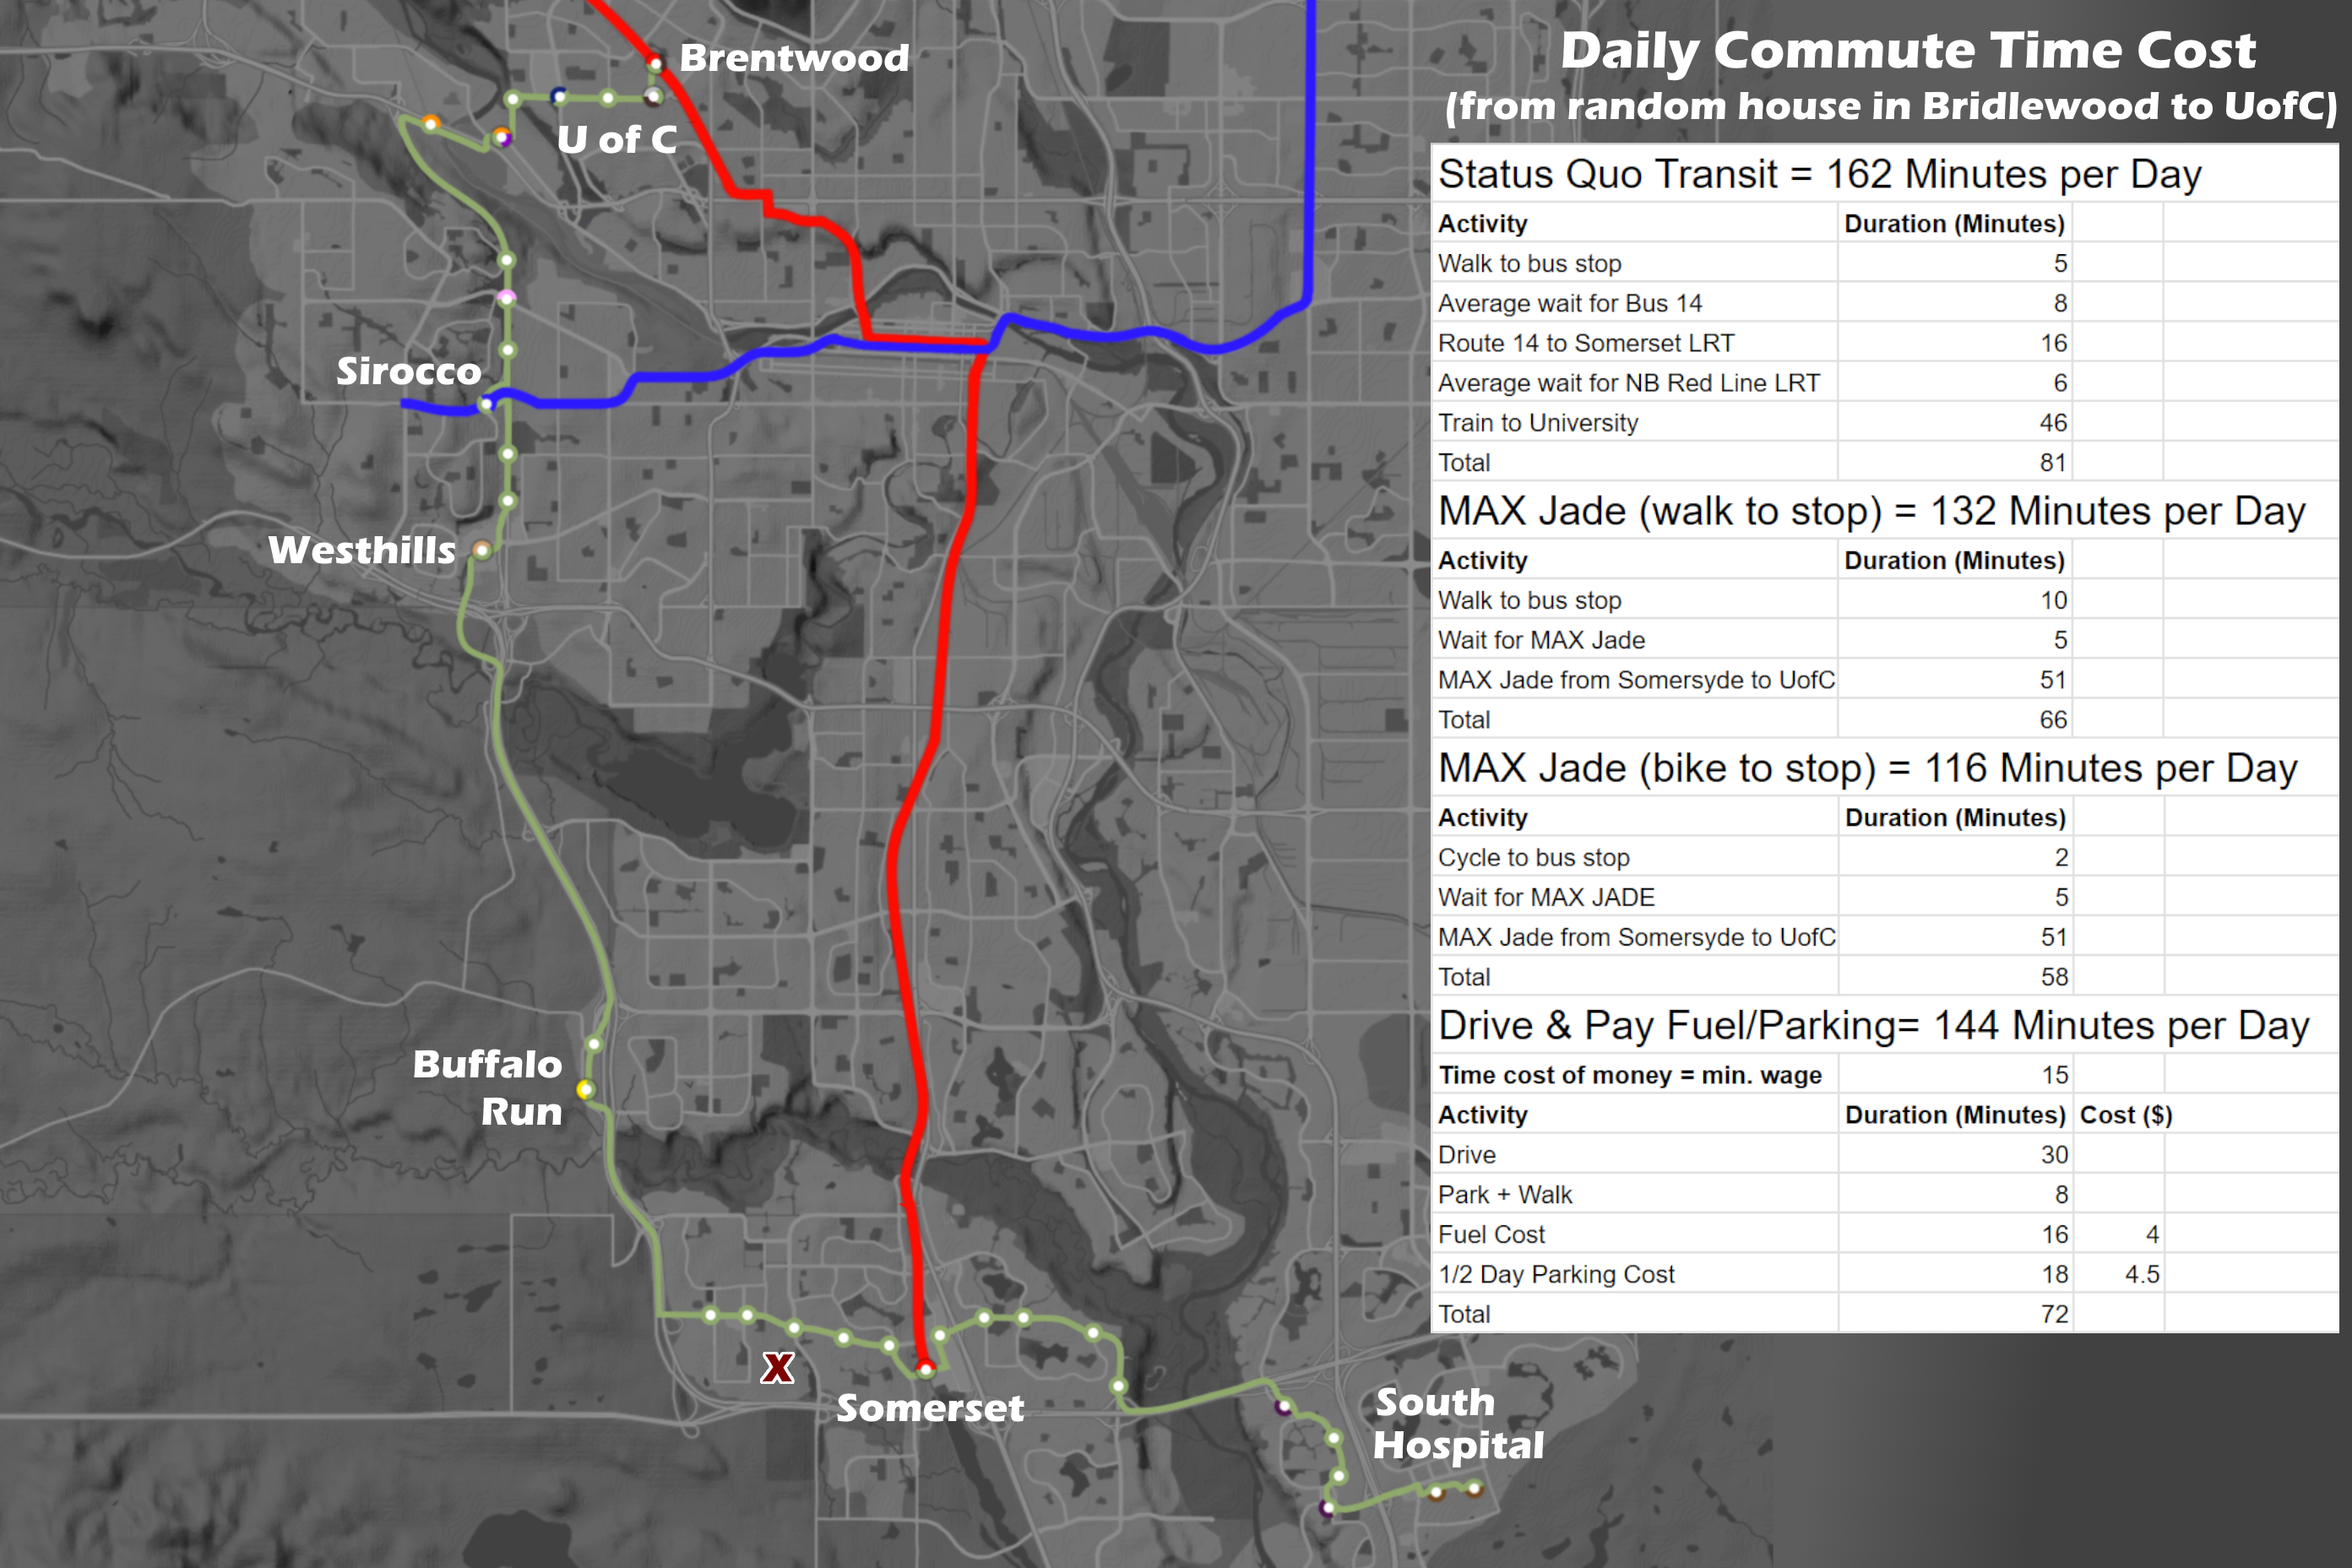 Daily Commute Time Cost
(from random house in Bridlewood to UofC)
Brentwood
U of C
Sirocco
Westhills
Buffalo
Run
X
Somerset
South
Hospital
Status Quo Transit = 162 Minutes per Day
Activity Duration (Minutes)
Walk to bus stop 5
Average wait for Bus 14 8
Route 14 to Somerset LRT 16
Average wait for NB Red Line LRT 6
Train to University 46
Total 81
MAX Jade (walk to stop) = 132 Minutes per Day
Activity Duration (Minutes)
Walk to bus stop 10
Wait for MAX Jade 5
MAX Jade from Somersyde to UofC 51
Total 66
MAX Jade (bike to stop) = 116 Minutes per Day
Activity Duration (Minutes)
Cycle to bus stop 2
Wait for MAX JADE 5
MAX Jade from Somersyde to UofC 51
Total 58
Drive & Pay Fuel/Parking= 144 Minutes per Day
Time cost of money = min. wage 15
Activity Duration (Minutes) Cost ($)
Drive 30
Park + Walk 8
Fuel Cost 16 4
1/2 Day Parking Cost 18 4.5
Total 72